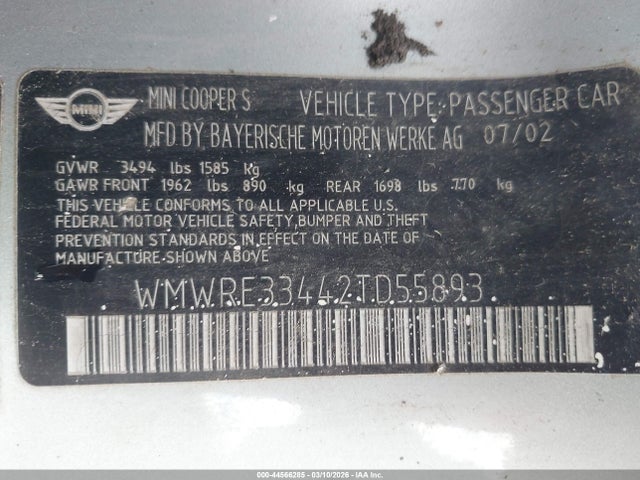 MINI
MINI COOPER S VEHICLE TYPE:PASSENGER CAR
MFD BY BAYERISCHE MOTOREN WERKE AG 07/02
GVWR 3494 lbs 1585 kg
GAWR FRONT 1962 lbs 890 kg REAR 1698 lbs 770 kg
THIS VEHICLE CONFORMS TO ALL APPLICABLE U.S.
FEDERAL MOTOR VEHICLE SAFETY,BUMPER AND THEFT
PREVENTION STANDARDS IN EFFECT ON THE DATE OF
MANUFACTURE SHOWN ABOVE
WMWRE33442TD55893
000-44566285 - 03/10/2026 - IAA Inc.